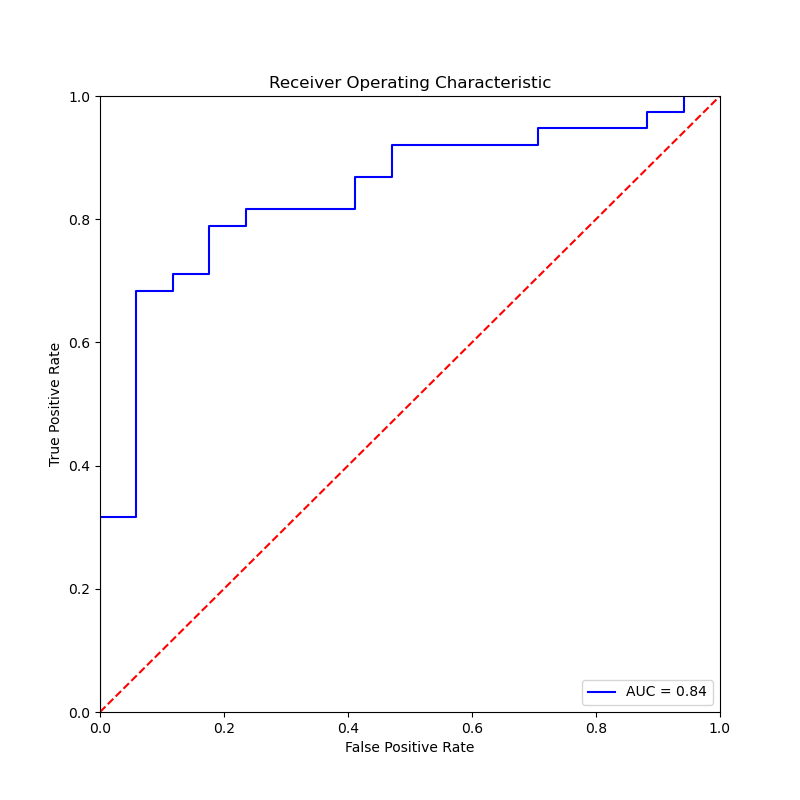 Receiver Operating Characteristic
1.0
0.8
0.6
0.4
0.2
0.0
True Positive Rate
AUC = 0.84
0.0 0.2 0.4 0.6 0.8 1.0
False Positive Rate